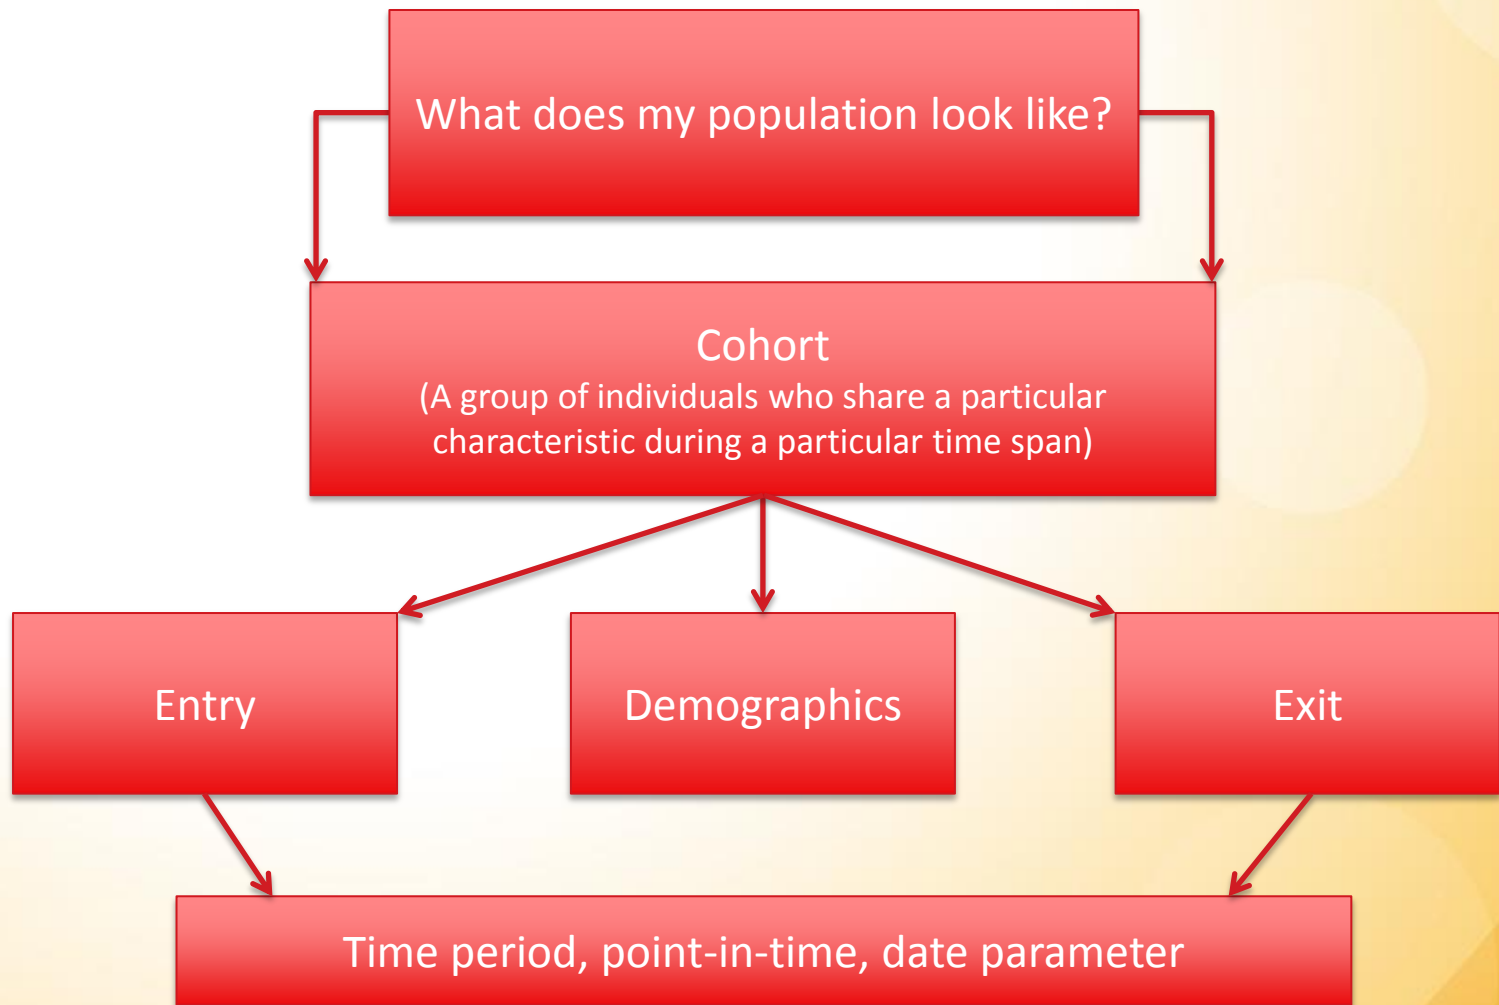 What does my population look like?
Cohort
(A group of individuals who share a particular
characteristic during a particular time span)
Entry
Demographics
Exit
Time period, point-in-time, date parameter